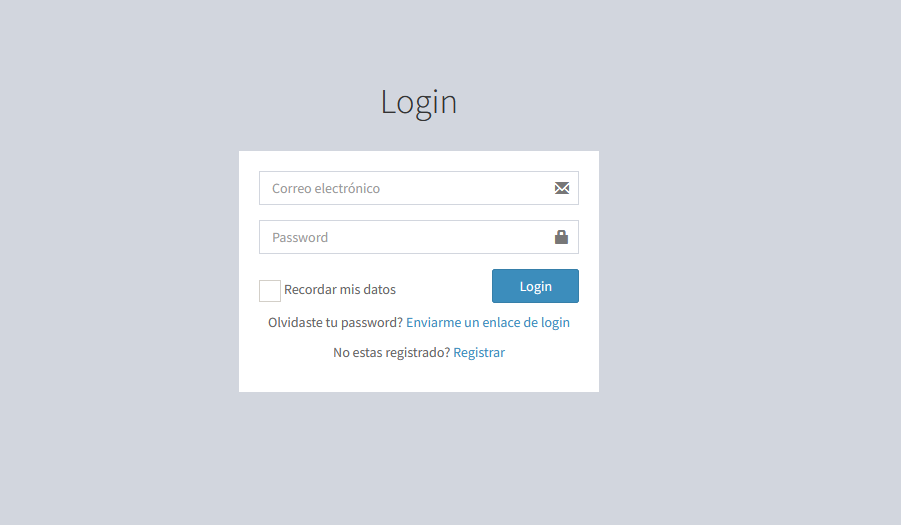 Login
Correo electrónico
Password
Recordar mis datos
Login
Olvidaste tu password? Enviarme un enlace de login
No estas registrado? Registrar